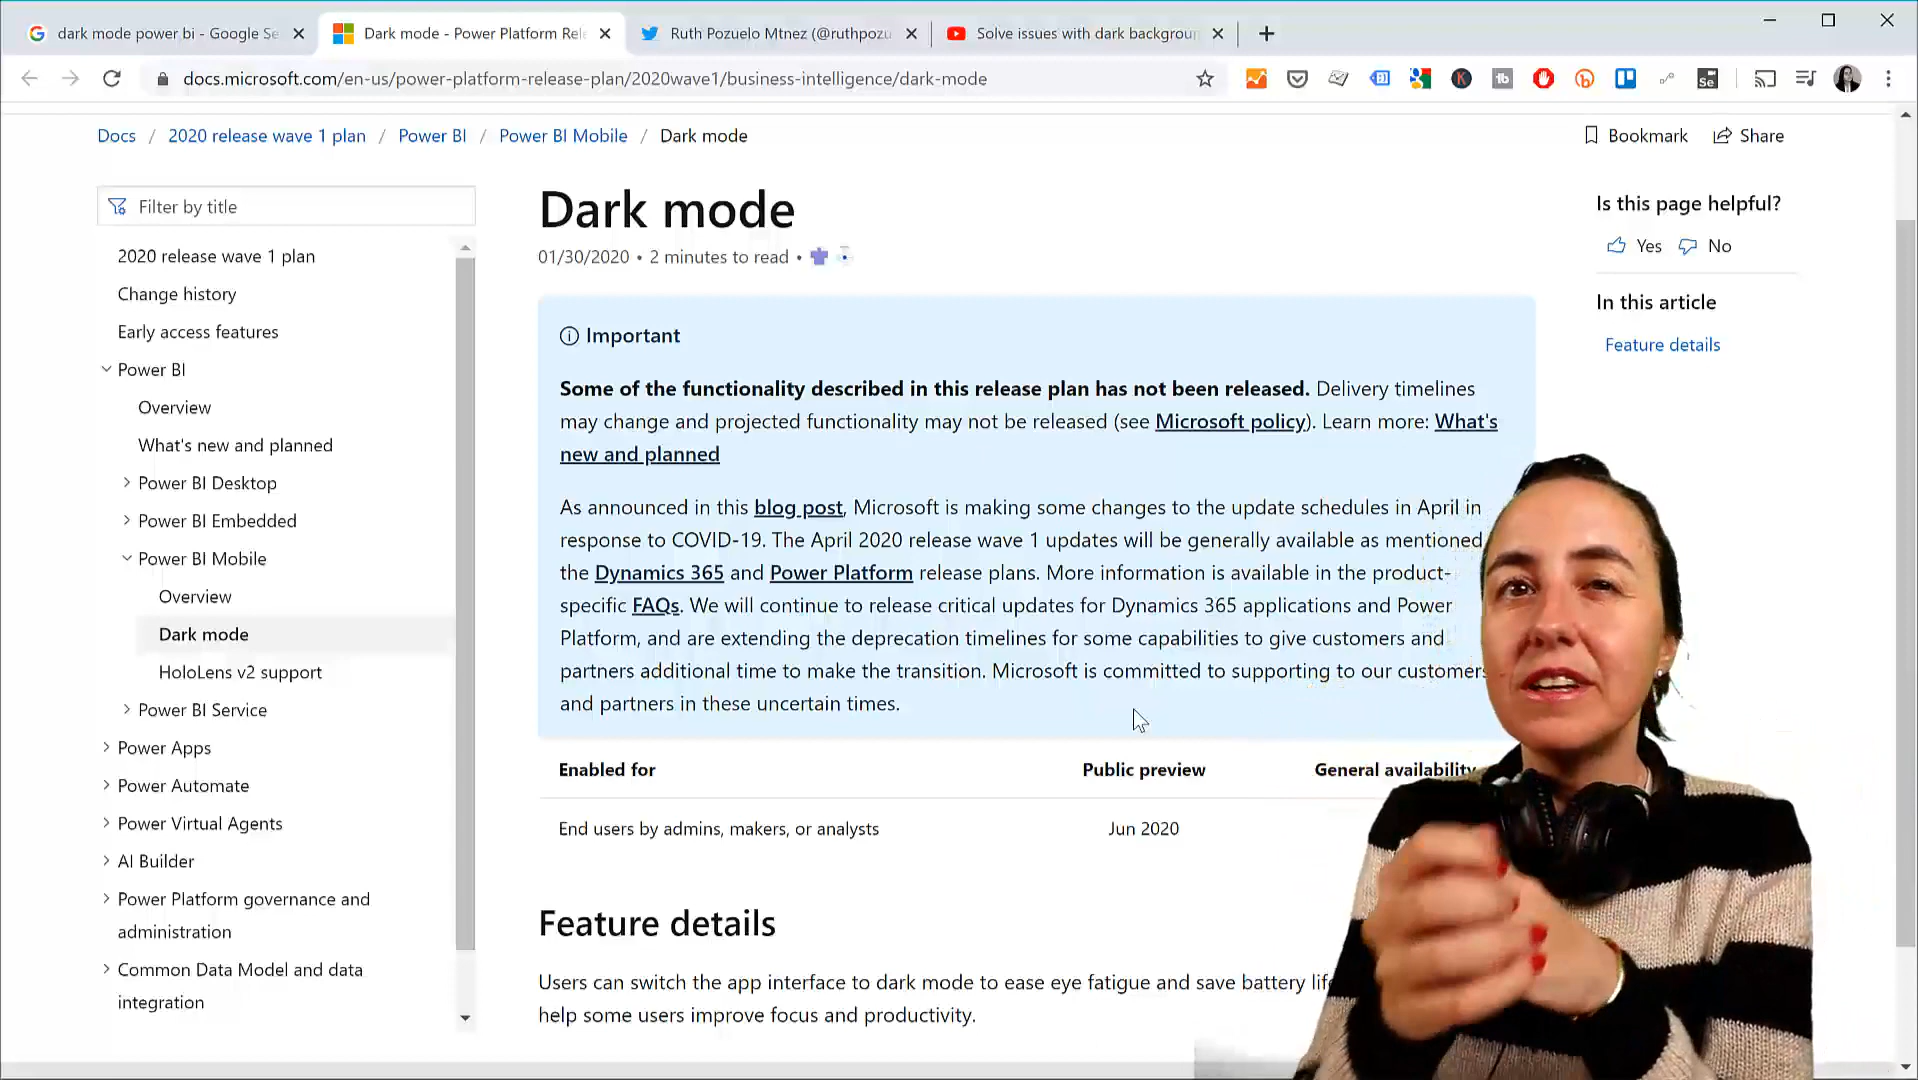 dark mode power bi - Google Se
Dark mode - Power Platform Rel
Ruth Pozuelo Mtnez (@ruthpozu
Solve issues with dark backgroun
docs.microsoft.com/en-us/power-platform-release-plan/2020wave1/business-intelligence/dark-mode
Docs / 2020 release wave 1 plan / Power BI / Power BI Mobile / Dark mode
Bookmark
Share
Filter by title
2020 release wave 1 plan
Change history
Early access features
Power BI
Overview
What's new and planned
Power BI Desktop
Power BI Embedded
Power BI Mobile
Overview
Dark mode
HoloLens v2 support
Power BI Service
Power Apps
Power Automate
Power Virtual Agents
AI Builder
Power Platform governance and
administration
Common Data Model and data
integration
Dark mode
01/30/2020 • 2 minutes to read •
Important
Some of the functionality described in this release plan has not been released. Delivery timelines
may change and projected functionality may not be released (see Microsoft policy). Learn more: What's
new and planned
As announced in this blog post, Microsoft is making some changes to the update schedules in April in
response to COVID-19. The April 2020 release wave 1 updates will be generally available as mentioned
the Dynamics 365 and Power Platform release plans. More information is available in the product-
specific FAQs. We will continue to release critical updates for Dynamics 365 applications and Power
Platform, and are extending the deprecation timelines for some capabilities to give customers and
partners additional time to make the transition. Microsoft is committed to supporting to our customers
and partners in these uncertain times.
Enabled for Public preview General availability
End users by admins, makers, or analysts Jun 2020
Feature details
Users can switch the app interface to dark mode to ease eye fatigue and save battery life
help some users improve focus and productivity.
Is this page helpful?
Yes No
In this article
Feature details